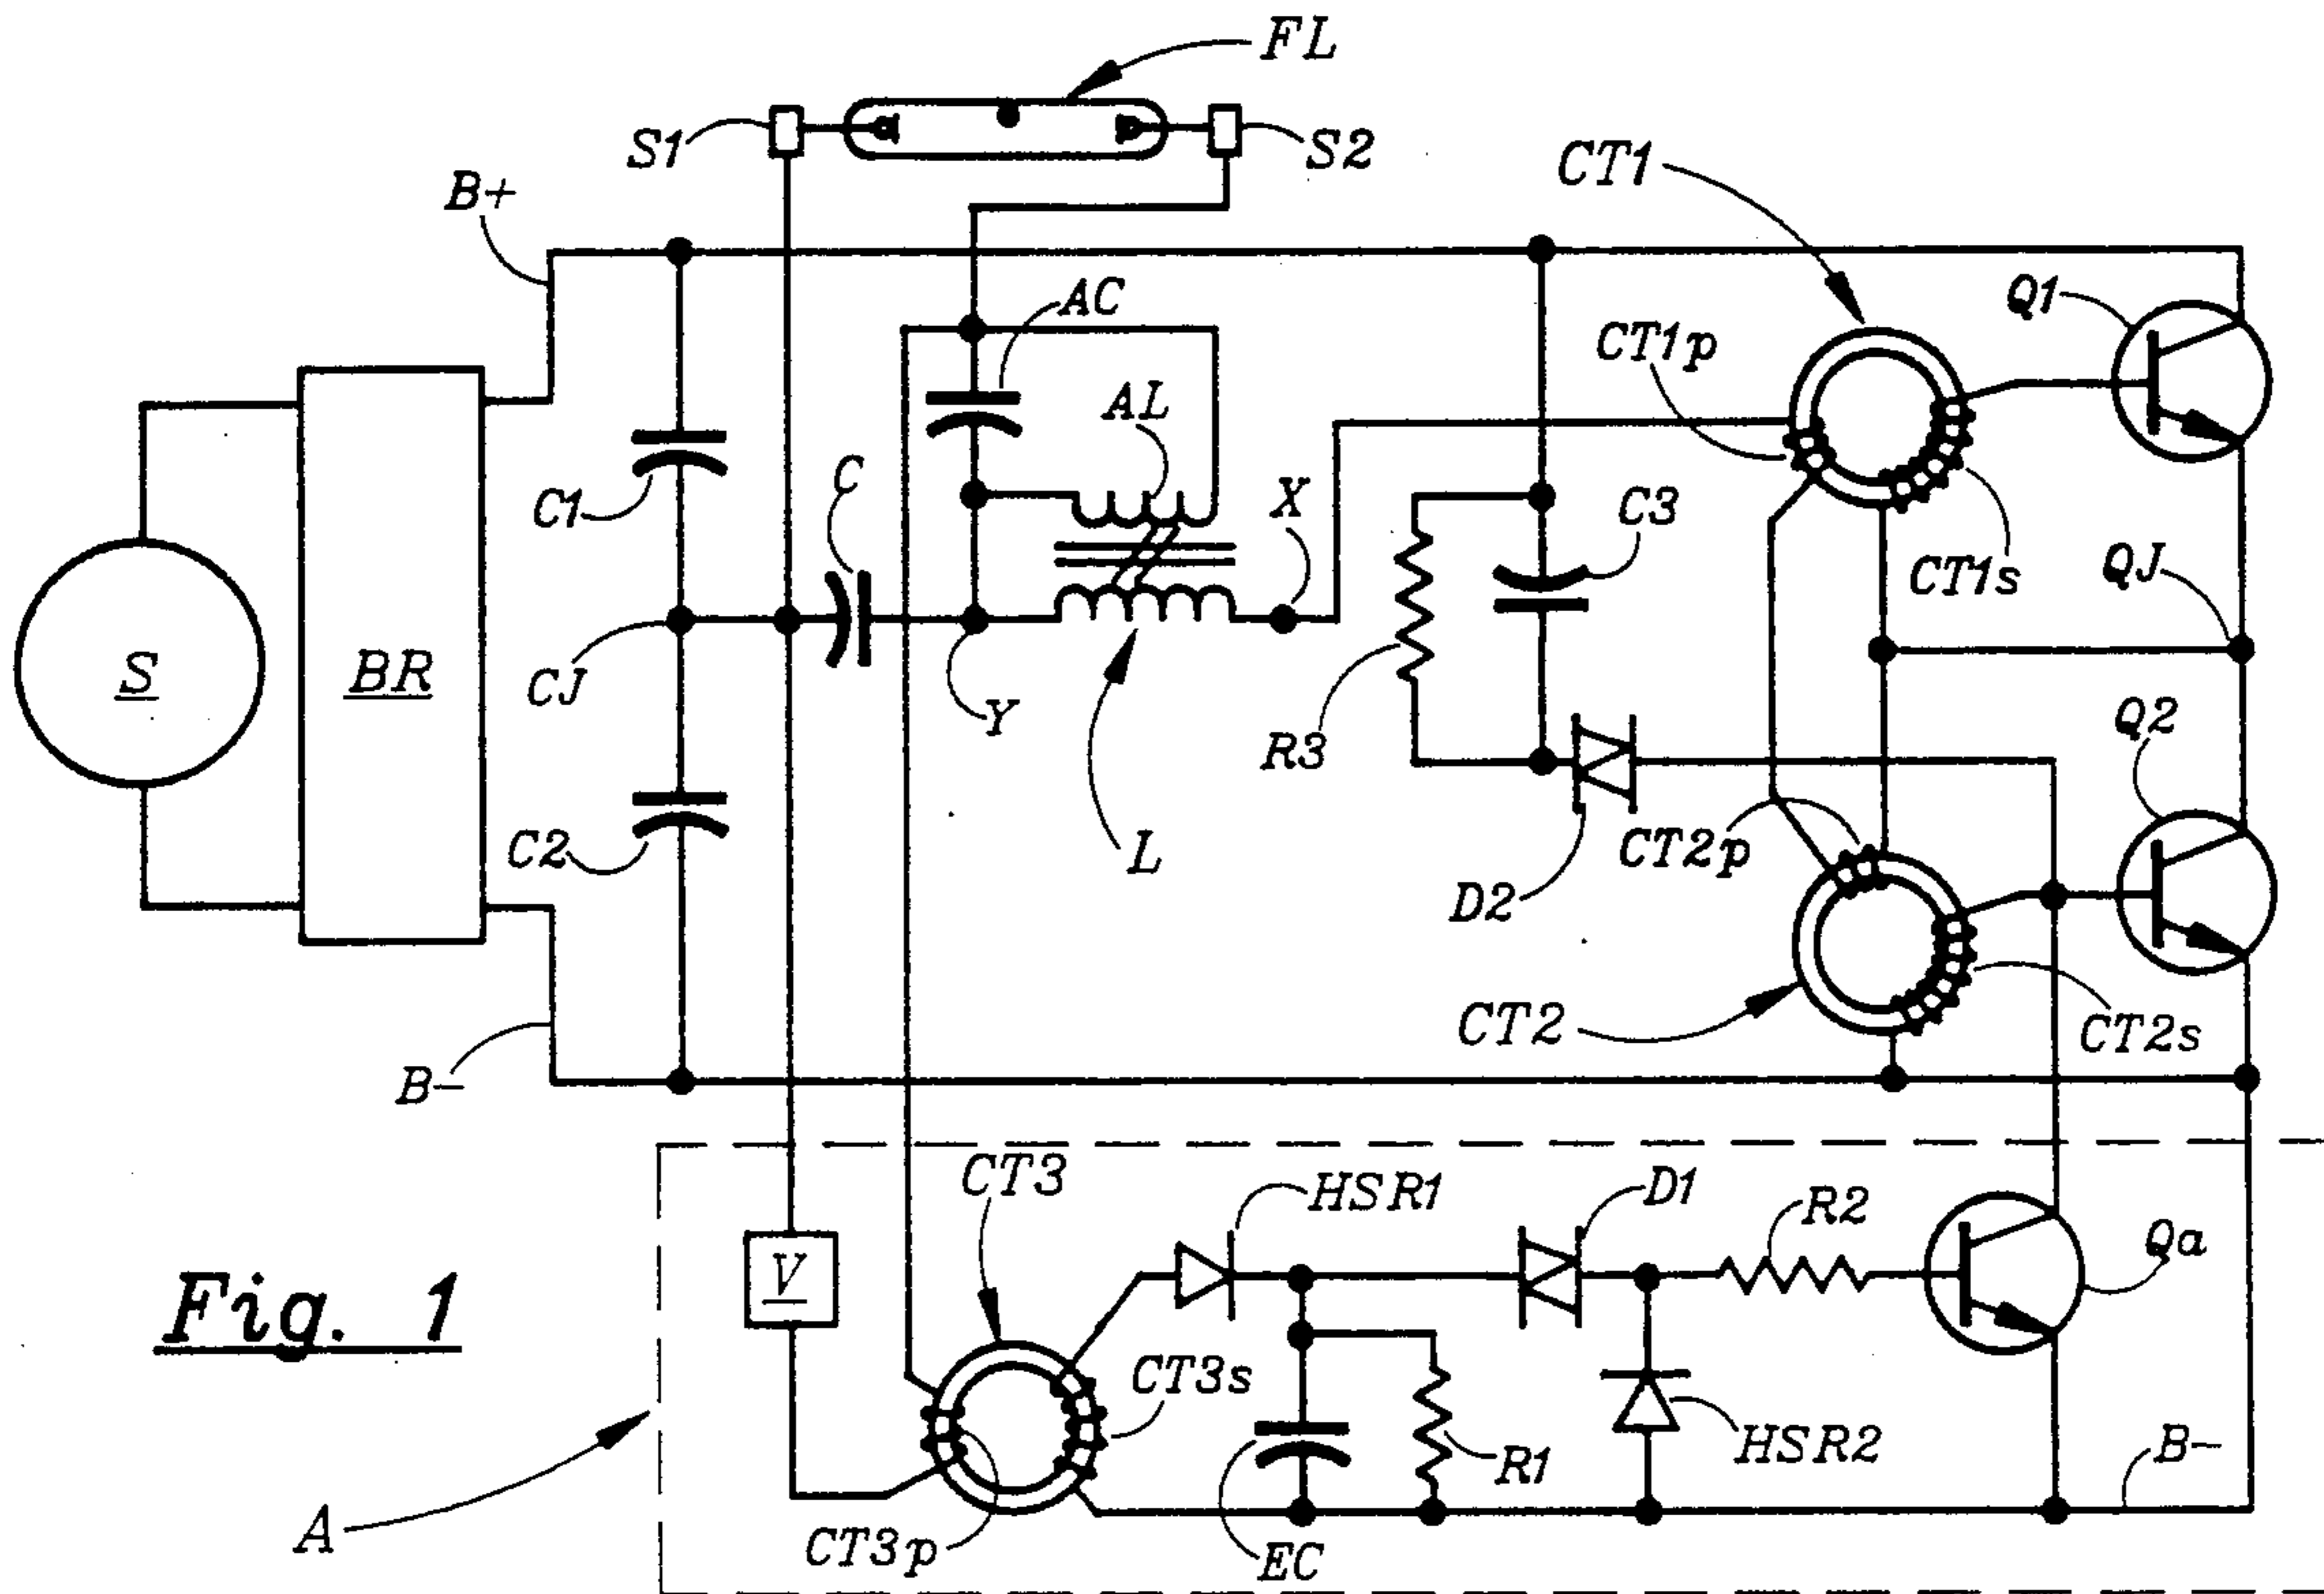 FL
S1
S2
CT1
B+
AC
Q1
CT1p
AL
C
X
C1
C3
CT1s
QJ
S
BR
CJ
Y
R3
Q2
C2
L
CT2p
D2
CT2
CT2s
B-
CT3
HSR1
D1
R2
Qa
V
Fig. 1
CT3s
HSR2
B-
R1
A
CT3p
EC